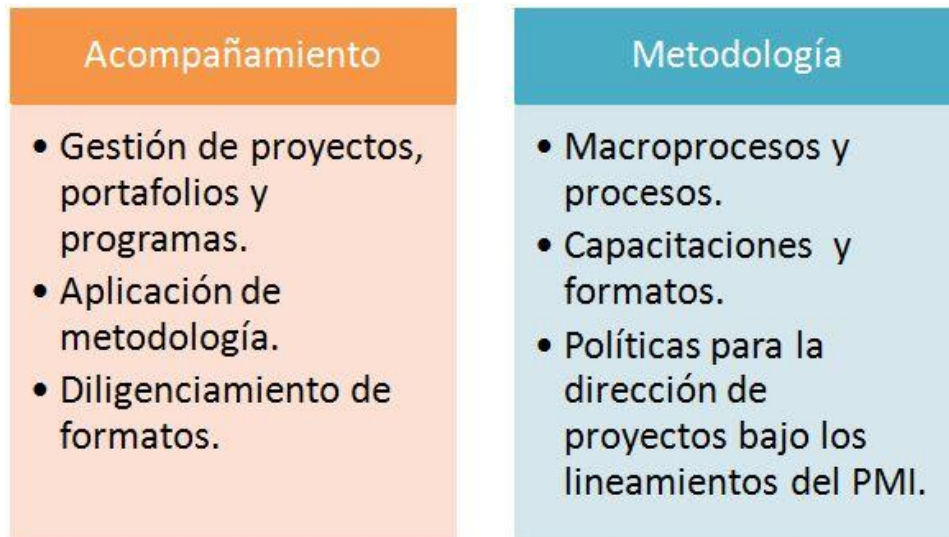 Acompañamiento
• Gestión de proyectos,
portafolios y
programas.
• Aplicación de
metodología.
• Diligenciamiento de
formatos.
Metodología
• Macroprocesos y
procesos.
• Capacitaciones y
formatos.
• Políticas para la
dirección de
proyectos bajo los
lineamientos del PMI.